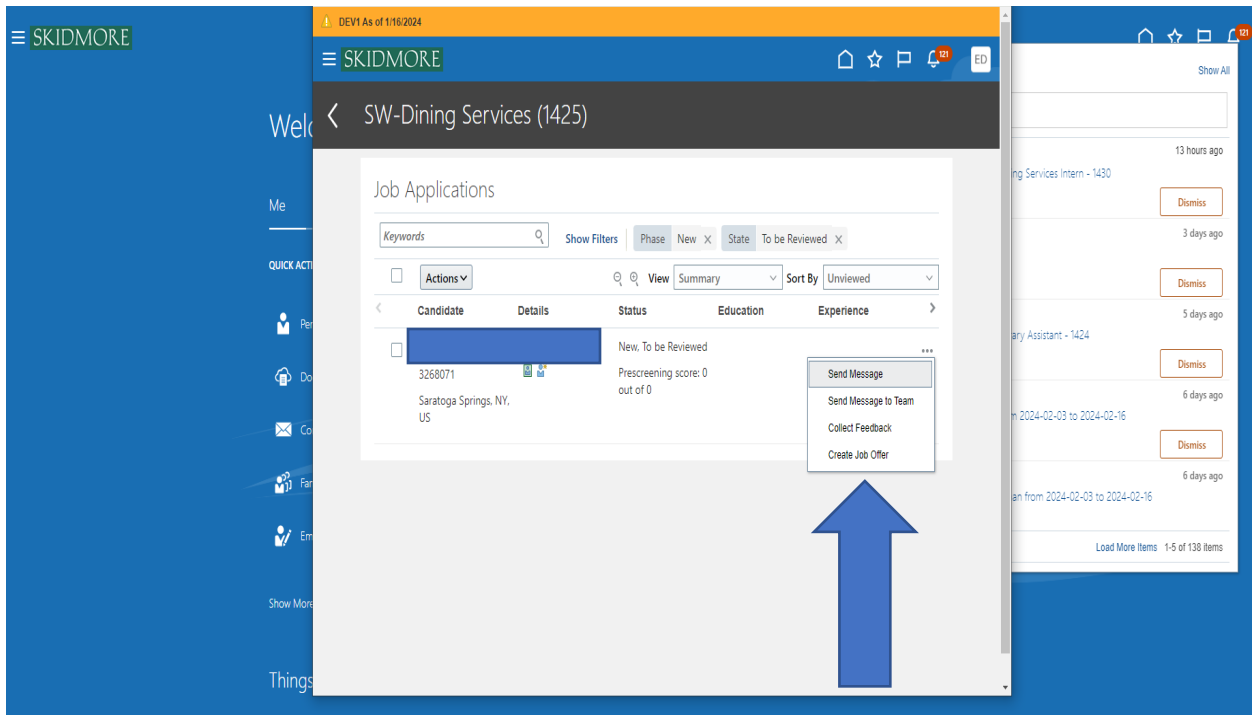 SKIDMORE
Welc
Me
QUICK ACTI
Per
Do
Co
Far
Em
Show More
Things
DEV1 As of 1/16/2024
SKIDMORE
121
ED
SW-Dining Services (1425)
Job Applications
Keywords
Show Filters
Phase New X
State To be Reviewed X
Actions
View Summary
Sort By Unviewed
Candidate Details Status Education Experience
New, To be Reviewed
3268071
Prescreening score: 0
out of 0
Saratoga Springs, NY,
US
Send Message
Send Message to Team
Collect Feedback
Create Job Offer
121
Show All
13 hours ago
ng Services Intern - 1430
Dismiss
3 days ago
Dismiss
5 days ago
ary Assistant - 1424
Dismiss
6 days ago
m 2024-02-03 to 2024-02-16
Dismiss
6 days ago
an from 2024-02-03 to 2024-02-16
Load More Items 1-5 of 138 items